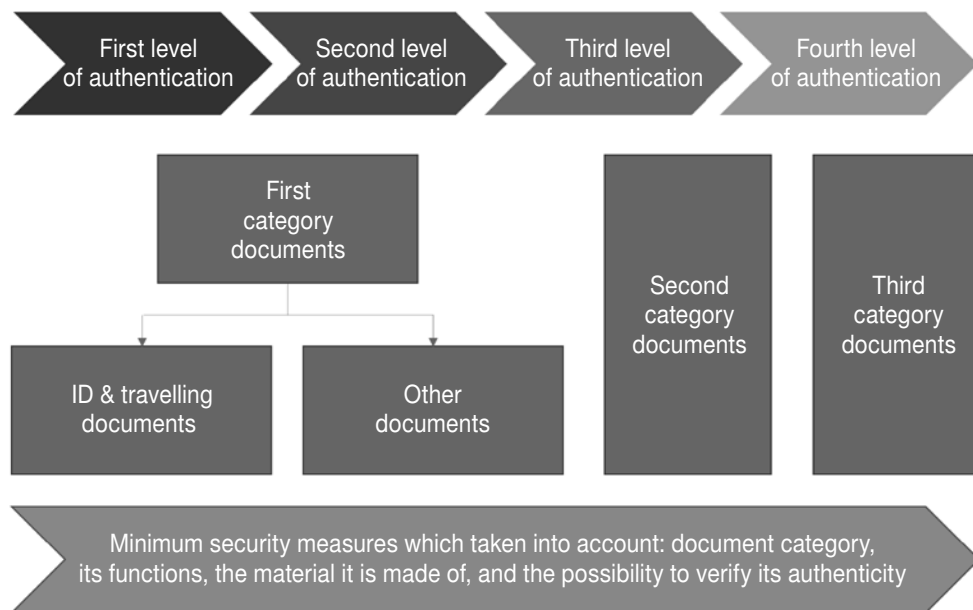 First level
of authentication
Second level
of authentication
Third level
of authentication
Fourth level
of authentication
First
category
documents
Second
category
documents
Third
category
documents
ID & travelling
documents
Other
documents
Minimum security measures which taken into account: document category,
its functions, the material it is made of, and the possibility to verify its authenticity